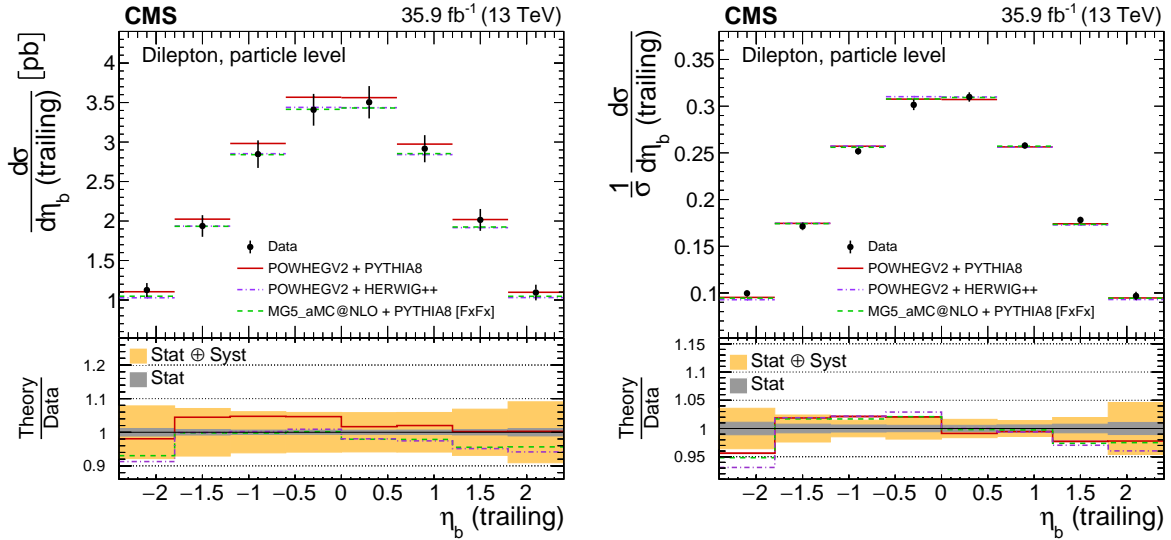 CMS 35.9 fb⁻¹ (13 TeV)
Dilepton, particle level
dσ
dη_b (trailing) [pb]
4
3.5
3
2.5
2
1.5
1
Data
POWHEGV2 + PYTHIA8
POWHEGV2 + HERWIG++
MG5_aMC@NLO + PYTHIA8 [FxFx]
Stat ⊕ Syst
Stat
Theory
Data
1.2
1.1
1.0
0.9
−2 −1.5 −1 −0.5 0 0.5 1 1.5 2
η_b (trailing)
CMS 35.9 fb⁻¹ (13 TeV)
Dilepton, particle level
1 dσ
σ dη_b (trailing)
0.35
0.3
0.25
0.2
0.15
0.1
Data
POWHEGV2 + PYTHIA8
POWHEGV2 + HERWIG++
MG5_aMC@NLO + PYTHIA8 [FxFx]
Stat ⊕ Syst
Stat
Theory
Data
1.15
1.1
1.05
1
0.95
−2 −1.5 −1 −0.5 0 0.5 1 1.5 2
η_b (trailing)